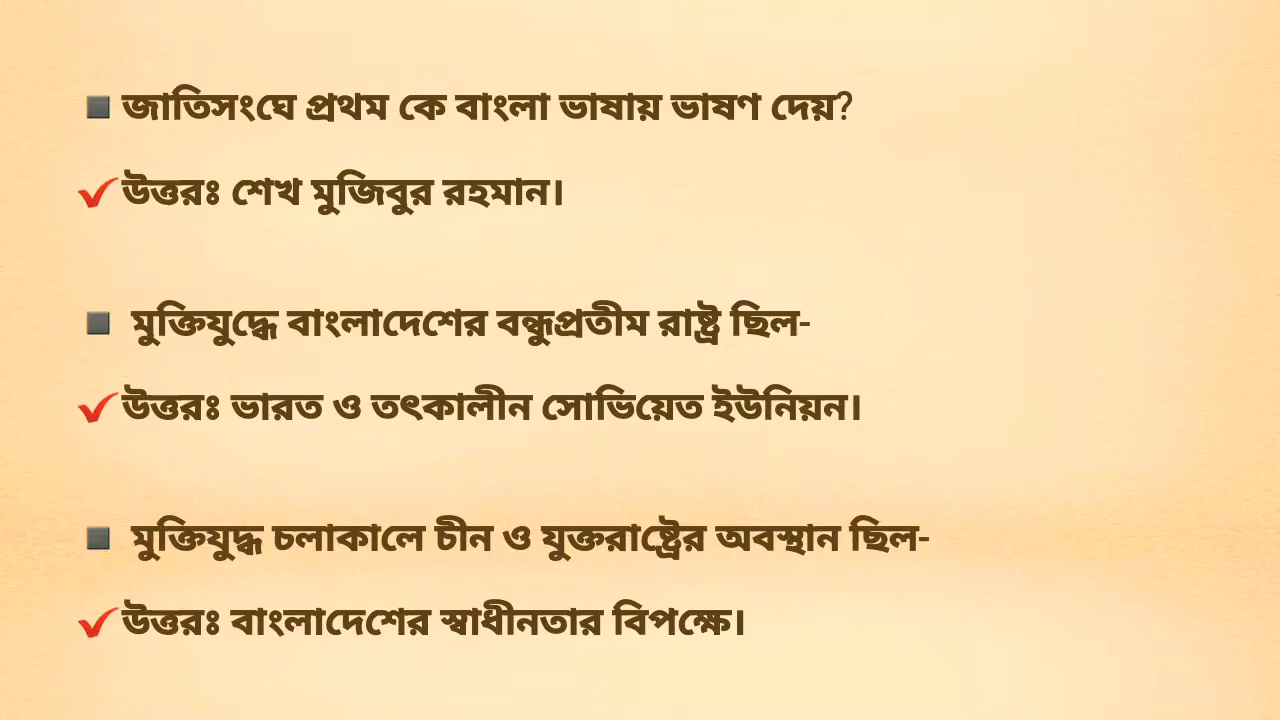 জাতিসংঘে প্রথম কে বাংলা ভাষায় ভাষণ দেয়?
উত্তরঃ শেখ মুজিবুর রহমান।
মুক্তিযুদ্ধে বাংলাদেশের বন্ধুপ্রতীম রাষ্ট্র ছিল-
উত্তরঃ ভারত ও তৎকালীন সোভিয়েত ইউনিয়ন।
মুক্তিযুদ্ধ চলাকালে চীন ও যুক্তরাষ্ট্রের অবস্থান ছিল-
উত্তরঃ বাংলাদেশের স্বাধীনতার বিপক্ষে।